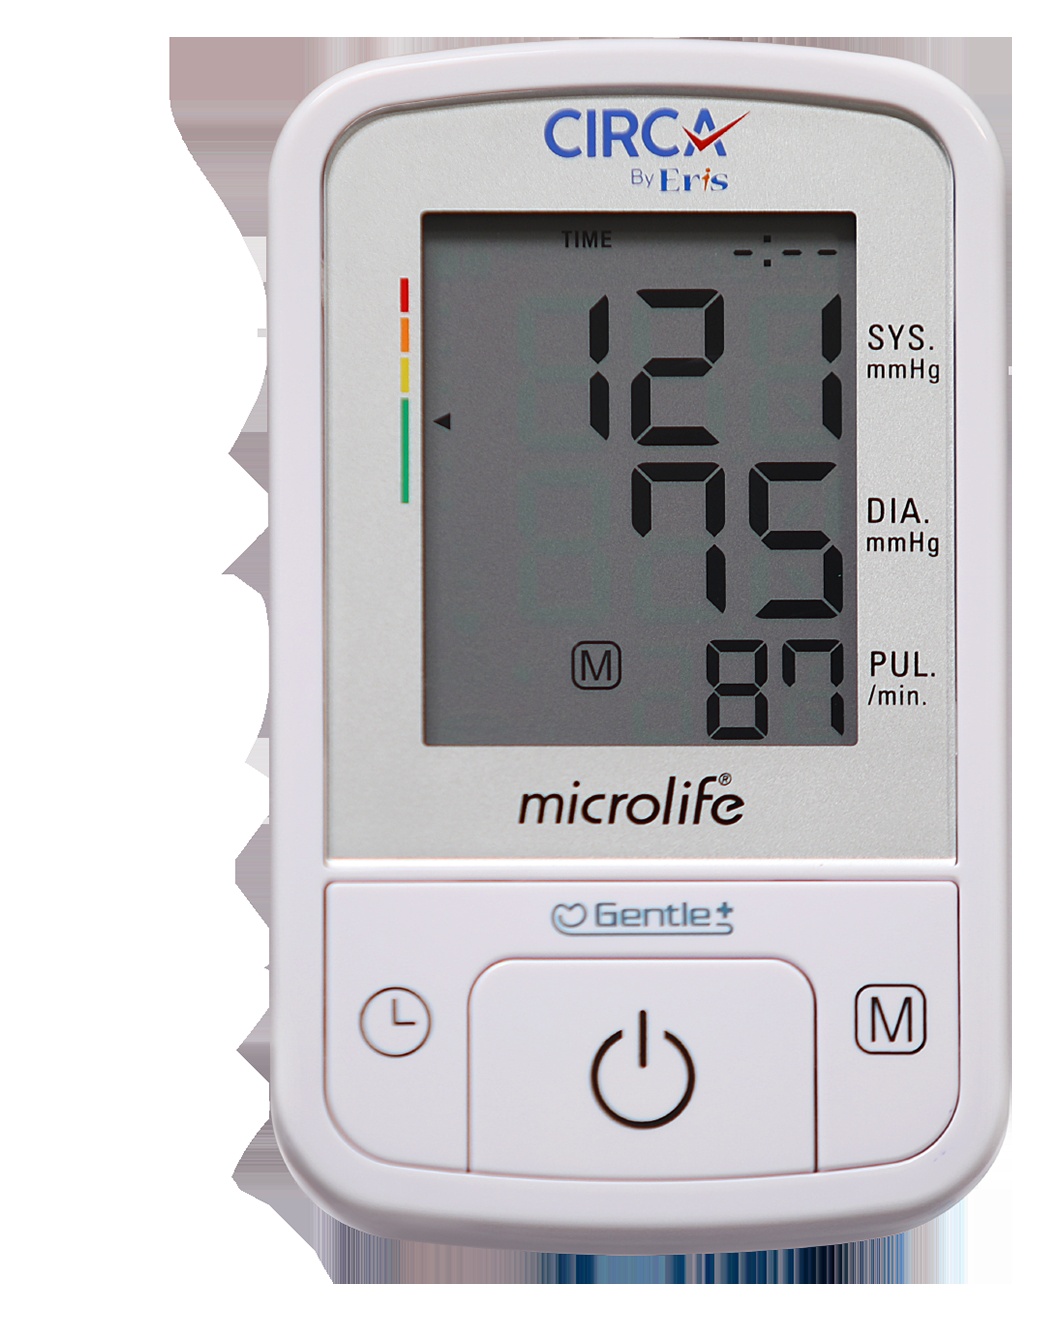 CIRCA
By Eris
TIME
-:--
121
SYS.
mmHg
75
DIA.
mmHg
M
87
PUL.
/min.
microlife®
Gentle+
M